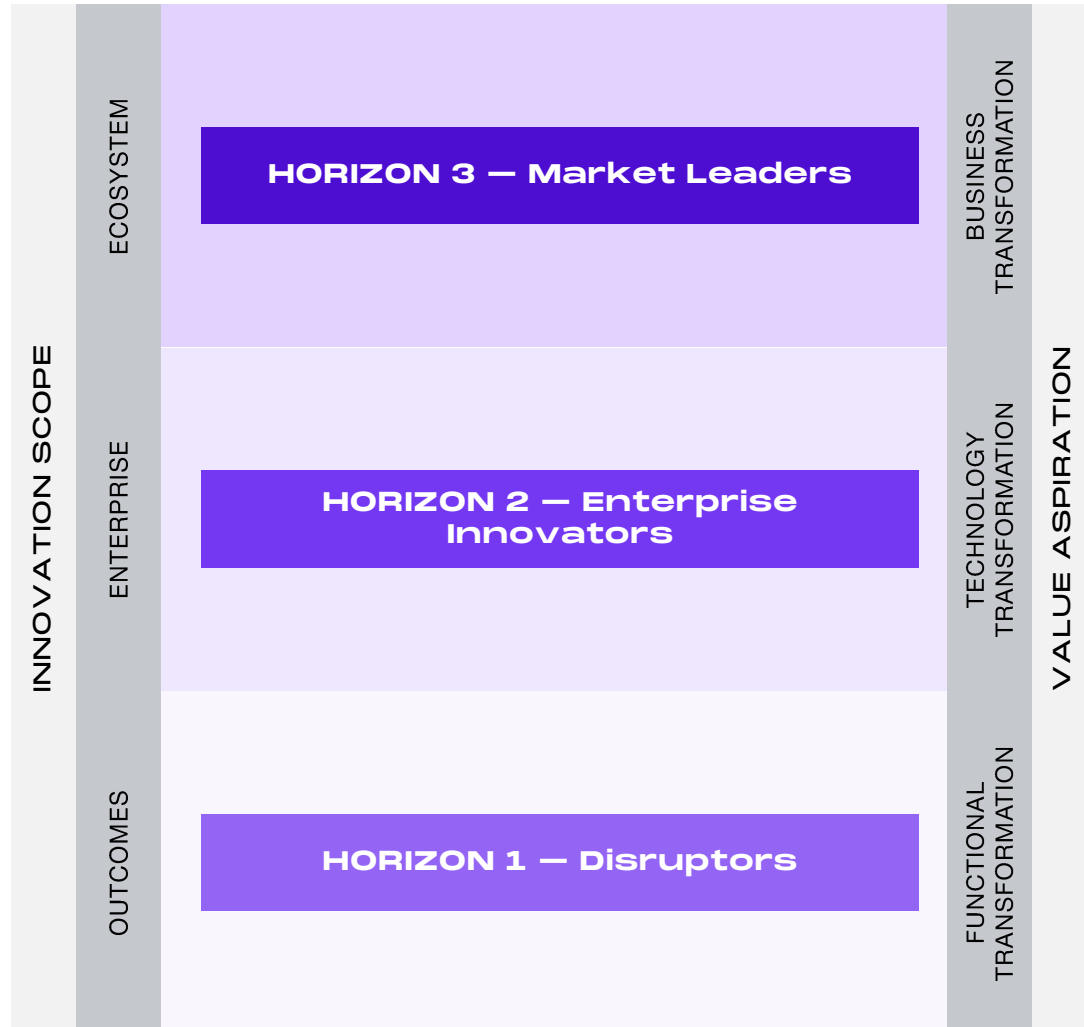 INNOVATION SCOPE
ECOSYSTEM
HORIZON 3 — Market Leaders
BUSINESS
TRANSFORMATION
ENTERPRISE
HORIZON 2 — Enterprise
Innovators
TECHNOLOGY
TRANSFORMATION
OUTCOMES
HORIZON 1 — Disruptors
FUNCTIONAL
TRANSFORMATION
VALUE ASPIRATION